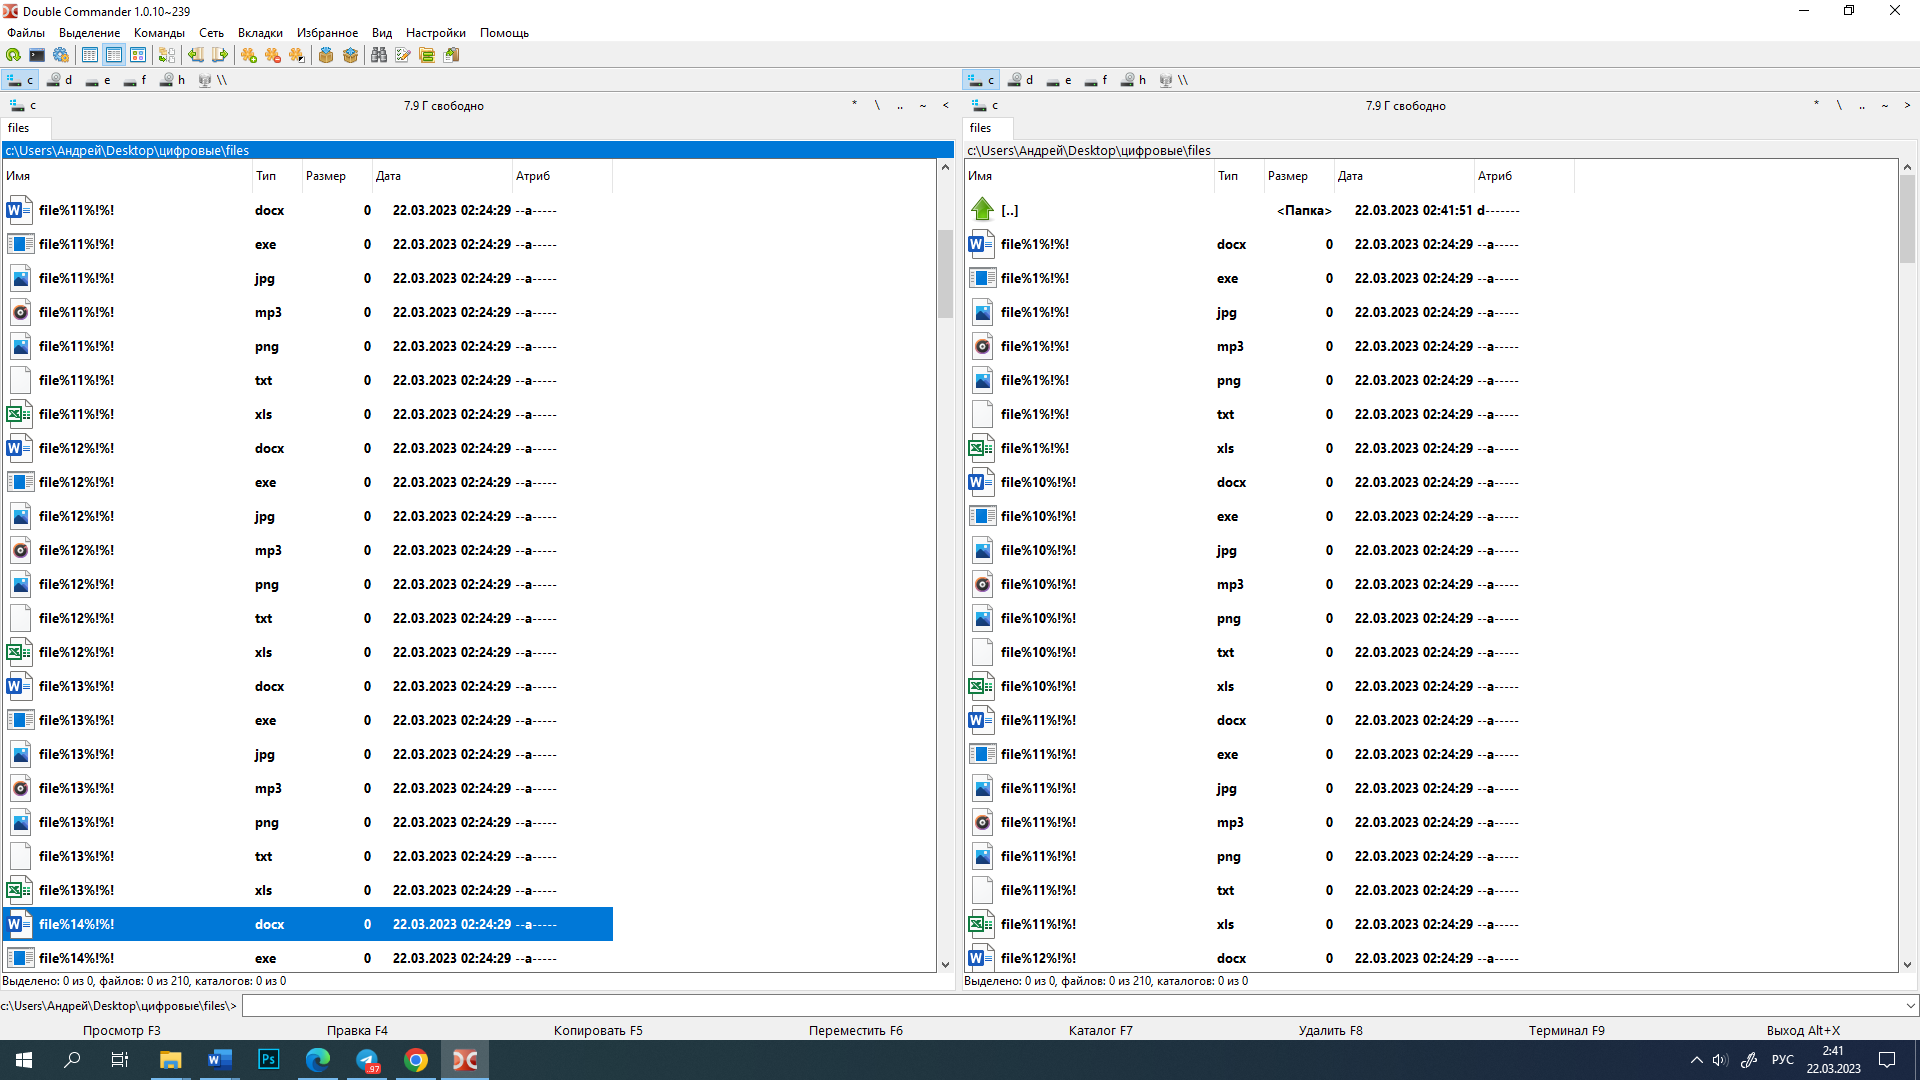 Double Commander 1.0.10~239
Файлы Выделение Команды Сеть Вкладки Избранное Вид Настройки Помощь
c d e f h \\ c d e f h \\
c 7.9 Г свободно * \ .. ~ < c 7.9 Г свободно * \ .. ~ >
files files
c:\Users\Андрей\Desktop\цифровые\files c:\Users\Андрей\Desktop\цифровые\files
Имя Тип Размер Дата Атриб Имя Тип Размер Дата Атриб
file%11%!%! docx 0 22.03.2023 02:24:29 --a----- [..] <Папка> 22.03.2023 02:41:51 d-------
file%11%!%! exe 0 22.03.2023 02:24:29 --a----- file%1%!%! docx 0 22.03.2023 02:24:29 --a-----
file%11%!%! jpg 0 22.03.2023 02:24:29 --a----- file%1%!%! exe 0 22.03.2023 02:24:29 --a-----
file%11%!%! mp3 0 22.03.2023 02:24:29 --a----- file%1%!%! jpg 0 22.03.2023 02:24:29 --a-----
file%11%!%! png 0 22.03.2023 02:24:29 --a----- file%1%!%! mp3 0 22.03.2023 02:24:29 --a-----
file%11%!%! txt 0 22.03.2023 02:24:29 --a----- file%1%!%! png 0 22.03.2023 02:24:29 --a-----
file%11%!%! xls 0 22.03.2023 02:24:29 --a----- file%1%!%! txt 0 22.03.2023 02:24:29 --a-----
file%12%!%! docx 0 22.03.2023 02:24:29 --a----- file%1%!%! xls 0 22.03.2023 02:24:29 --a-----
file%12%!%! exe 0 22.03.2023 02:24:29 --a----- file%10%!%! docx 0 22.03.2023 02:24:29 --a-----
file%12%!%! jpg 0 22.03.2023 02:24:29 --a----- file%10%!%! exe 0 22.03.2023 02:24:29 --a-----
file%12%!%! mp3 0 22.03.2023 02:24:29 --a----- file%10%!%! jpg 0 22.03.2023 02:24:29 --a-----
file%12%!%! png 0 22.03.2023 02:24:29 --a----- file%10%!%! mp3 0 22.03.2023 02:24:29 --a-----
file%12%!%! txt 0 22.03.2023 02:24:29 --a----- file%10%!%! png 0 22.03.2023 02:24:29 --a-----
file%12%!%! xls 0 22.03.2023 02:24:29 --a----- file%10%!%! txt 0 22.03.2023 02:24:29 --a-----
file%13%!%! docx 0 22.03.2023 02:24:29 --a----- file%10%!%! xls 0 22.03.2023 02:24:29 --a-----
file%13%!%! exe 0 22.03.2023 02:24:29 --a----- file%11%!%! docx 0 22.03.2023 02:24:29 --a-----
file%13%!%! jpg 0 22.03.2023 02:24:29 --a----- file%11%!%! exe 0 22.03.2023 02:24:29 --a-----
file%13%!%! mp3 0 22.03.2023 02:24:29 --a----- file%11%!%! jpg 0 22.03.2023 02:24:29 --a-----
file%13%!%! png 0 22.03.2023 02:24:29 --a----- file%11%!%! mp3 0 22.03.2023 02:24:29 --a-----
file%13%!%! txt 0 22.03.2023 02:24:29 --a----- file%11%!%! png 0 22.03.2023 02:24:29 --a-----
file%13%!%! xls 0 22.03.2023 02:24:29 --a----- file%11%!%! txt 0 22.03.2023 02:24:29 --a-----
file%14%!%! docx 0 22.03.2023 02:24:29 --a----- file%11%!%! xls 0 22.03.2023 02:24:29 --a-----
file%14%!%! exe 0 22.03.2023 02:24:29 --a----- file%12%!%! docx 0 22.03.2023 02:24:29 --a-----
Выделено: 0 из 0, файлов: 0 из 210, каталогов: 0 из 0 Выделено: 0 из 0, файлов: 0 из 210, каталогов: 0 из 0
c:\Users\Андрей\Desktop\цифровые\files\>
Просмотр F3 Правка F4 Копировать F5 Переместить F6 Каталог F7 Удалить F8 Терминал F9 Выход Alt+X
W Ps 97 РУС 2:41
22.03.2023